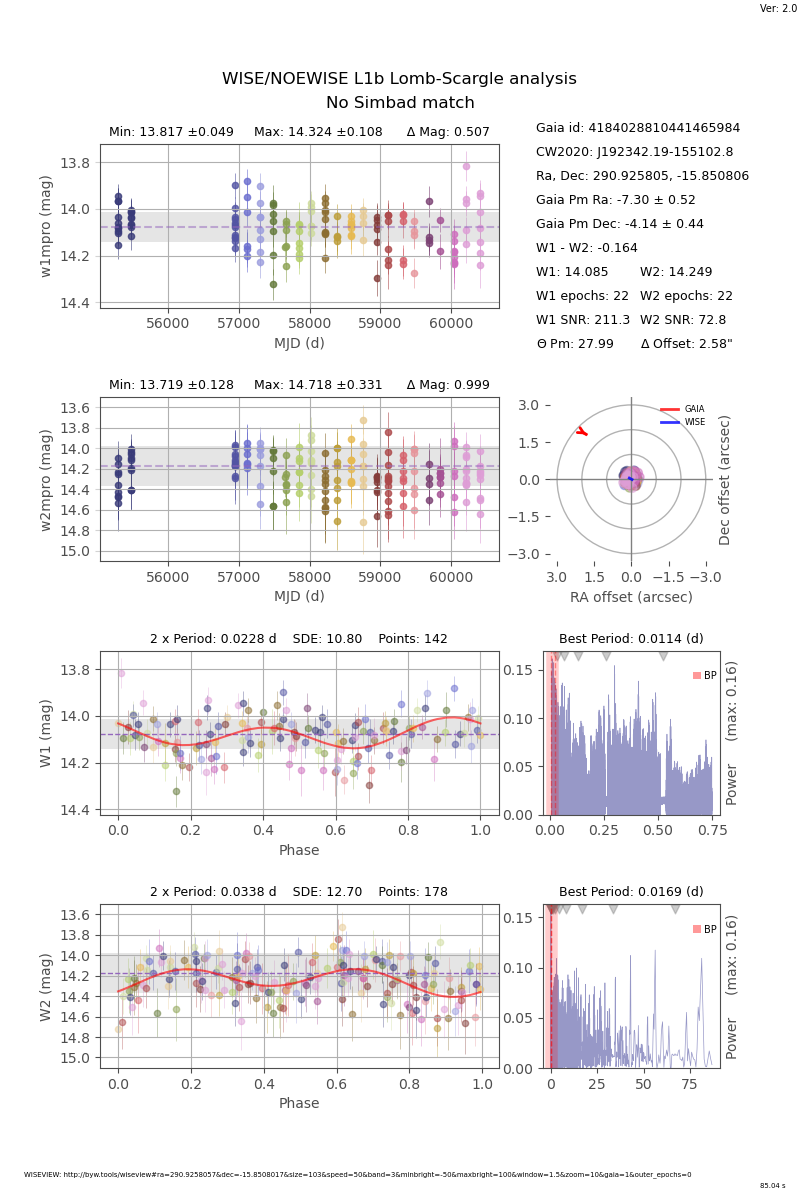 Ver: 2.0
WISE/NOEWISE L1b Lomb-Scargle analysis
No Simbad match
Min: 13.817 ±0.049 Max: 14.324 ±0.108 Δ Mag: 0.507
13.8
14.0
14.2
14.4
w1mpro (mag)
56000 57000 58000 59000 60000
MJD (d)
Gaia id: 4184028810441465984
CW2020: J192342.19-155102.8
Ra, Dec: 290.925805, -15.850806
Gaia Pm Ra: -7.30 ± 0.52
Gaia Pm Dec: -4.14 ± 0.44
W1 - W2: -0.164
W1: 14.085 W2: 14.249
W1 epochs: 22 W2 epochs: 22
W1 SNR: 211.3 W2 SNR: 72.8
Θ Pm: 27.99 Δ Offset: 2.58"
Min: 13.719 ±0.128 Max: 14.718 ±0.331 Δ Mag: 0.999
13.6
13.8
14.0
14.2
14.4
14.6
14.8
15.0
w2mpro (mag)
56000 57000 58000 59000 60000
MJD (d)
3.0
1.5
0.0
−1.5
−3.0
GAIA
WISE
Dec offset (arcsec)
3.0 1.5 0.0 −1.5 −3.0
RA offset (arcsec)
2 x Period: 0.0228 d SDE: 10.80 Points: 142
13.8
14.0
14.2
14.4
W1 (mag)
0.0 0.2 0.4 0.6 0.8 1.0
Phase
Best Period: 0.0114 (d)
0.15
0.10
0.05
0.00
BP
Power (max: 0.16)
0.00 0.25 0.50 0.75
2 x Period: 0.0338 d SDE: 12.70 Points: 178
13.6
13.8
14.0
14.2
14.4
14.6
14.8
15.0
W2 (mag)
0.0 0.2 0.4 0.6 0.8 1.0
Phase
Best Period: 0.0169 (d)
0.15
0.10
0.05
0.00
BP
Power (max: 0.16)
0 25 50 75
WISEVIEW: http://byw.tools/wiseview#ra=290.9258057&dec=-15.8508017&size=103&speed=50&band=3&minbright=-50&maxbright=100&window=1.5&zoom=10&gaia=1&outer_epochs=0
85.04 s